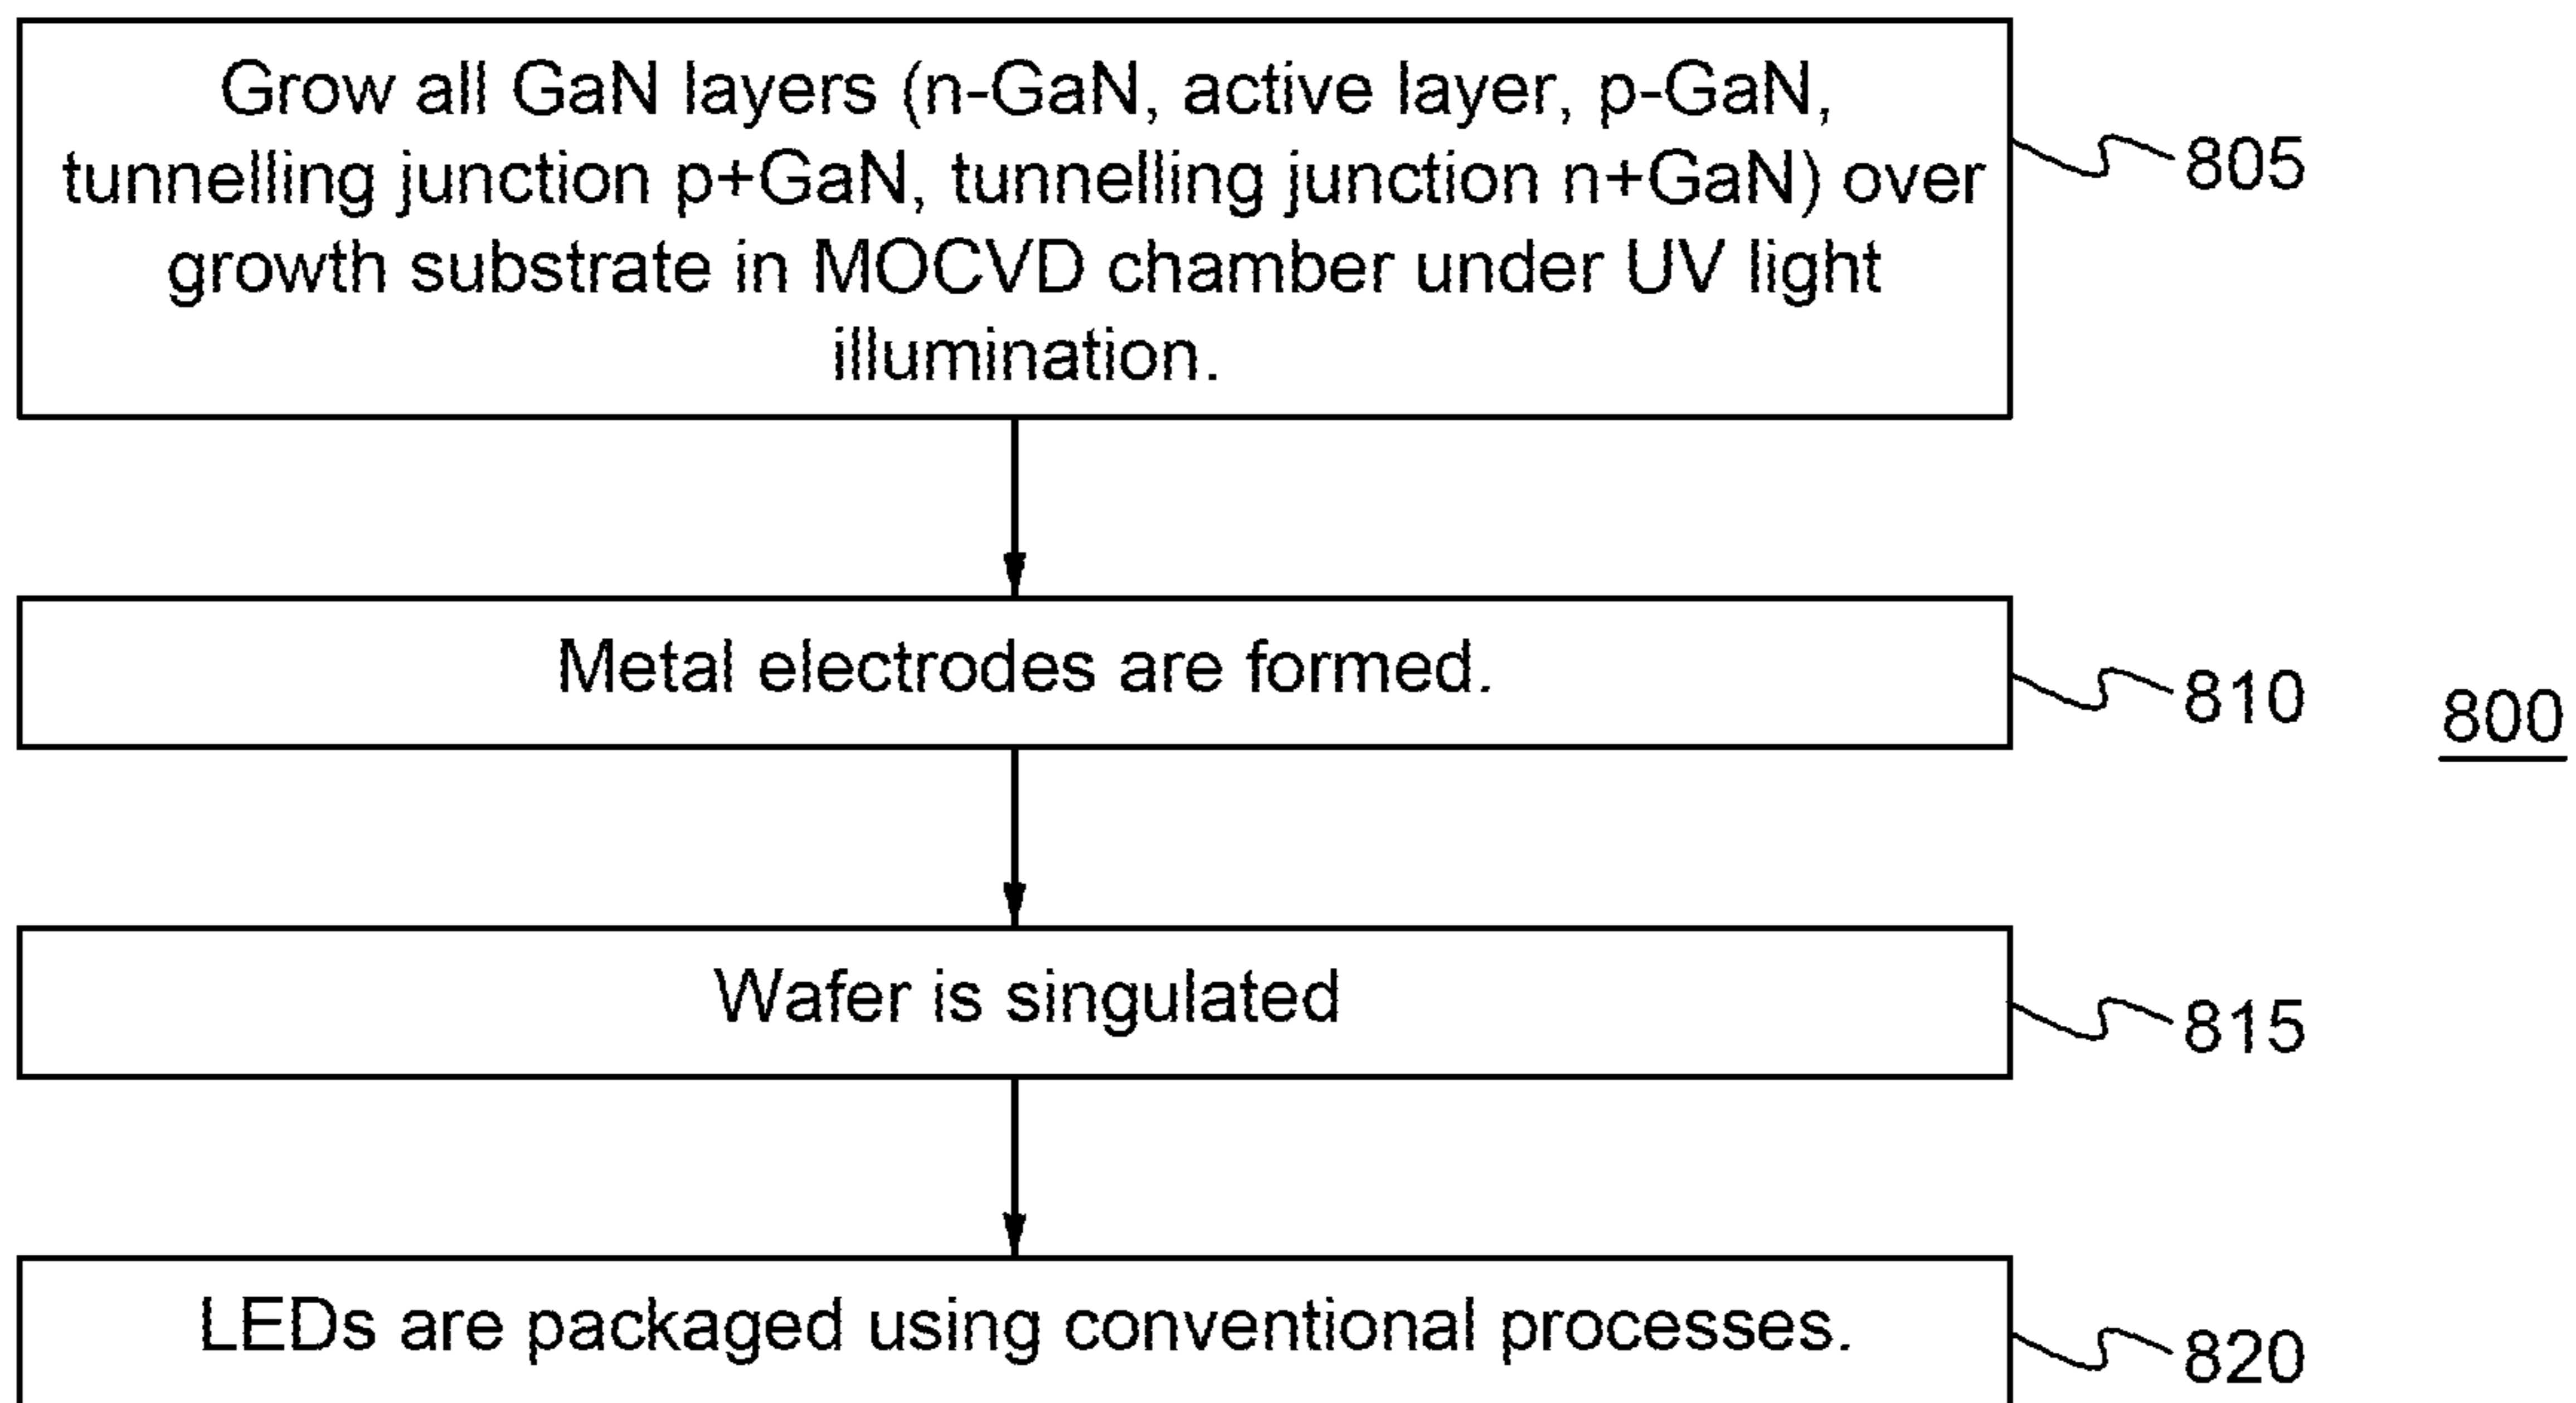 Grow all GaN layers (n-GaN, active layer, p-GaN,
tunnelling junction p+GaN, tunnelling junction n+GaN) over
growth substrate in MOCVD chamber under UV light
illumination.
805
Metal electrodes are formed.
810
800
Wafer is singulated
815
LEDs are packaged using conventional processes.
820